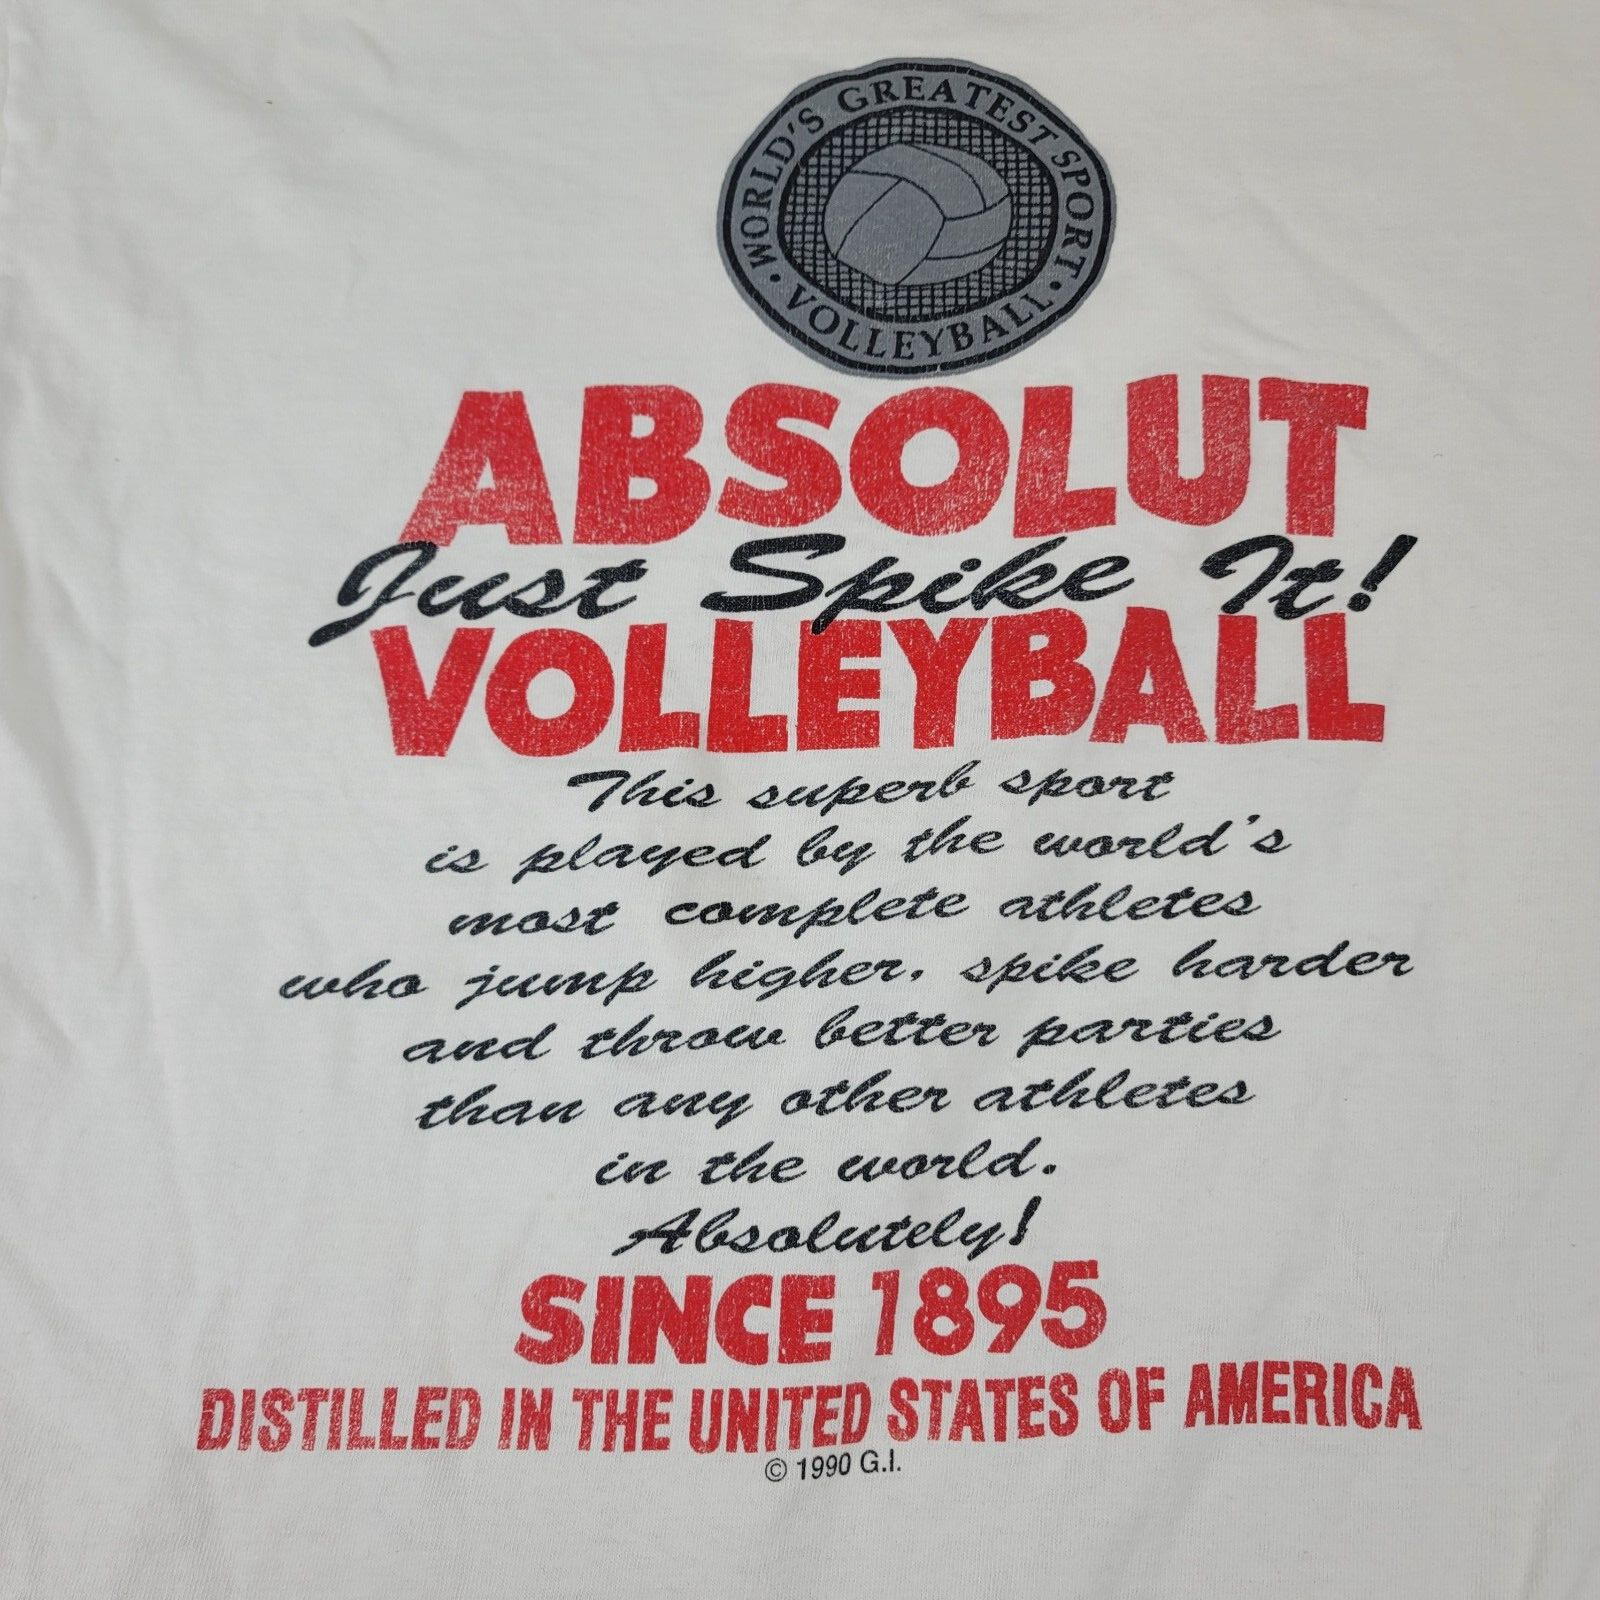 WORLD'S GREATEST SPORT • VOLLEYBALL •
ABSOLUT
Just Spike It!
VOLLEYBALL
This superb sport
is played by the world's
most complete athletes
who jump higher, spike harder
and throw better parties
than any other athletes
in the world.
Absolutely!
SINCE 1895
DISTILLED IN THE UNITED STATES OF AMERICA
© 1990 G.I.